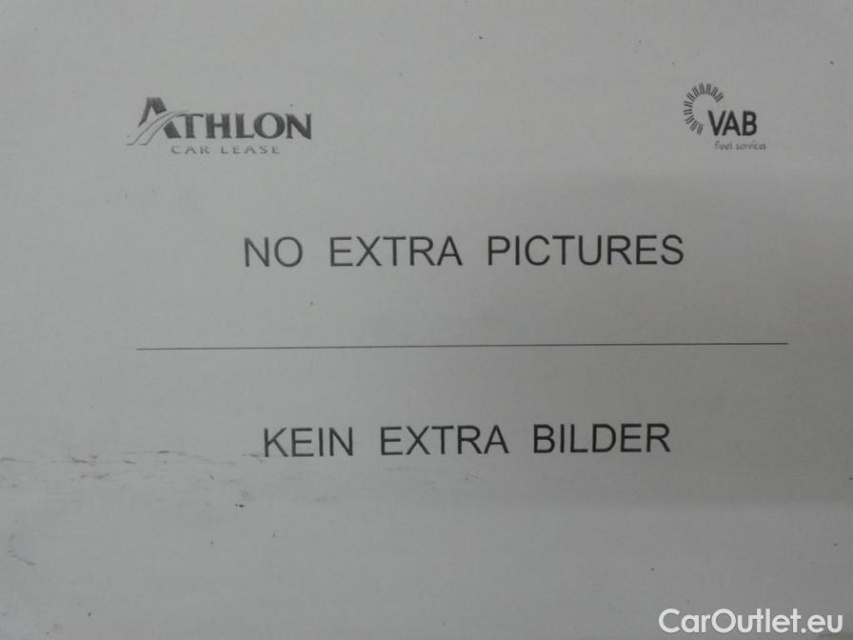 ATHLON
CAR LEASE
VAB
fleet services
NO EXTRA PICTURES
KEIN EXTRA BILDER
CarOutlet.eu